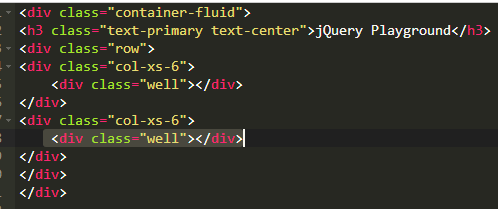 <div class="container-fluid">
<h3 class="text-primary text-center">jQuery Playground</h3>
<div class="row">
<div class="col-xs-6">
<div class="well"></div>
</div>
<div class="col-xs-6">
<div class="well"></div>
</div>
</div>
</div>